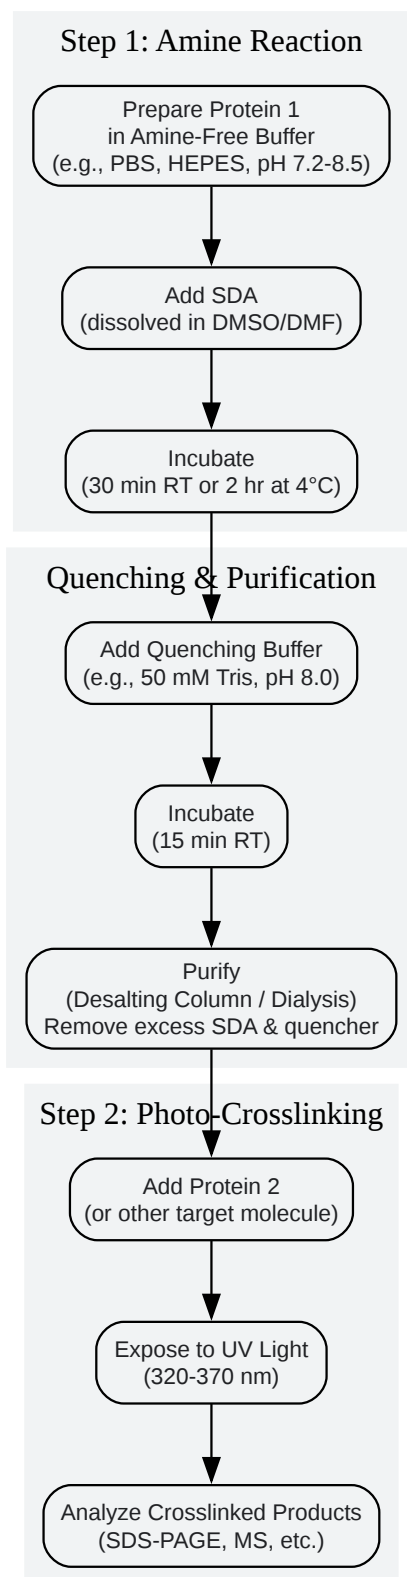 Step 1: Amine Reaction
Prepare Protein 1
in Amine-Free Buffer
(e.g., PBS, HEPES, pH 7.2-8.5)
Add SDA
(dissolved in DMSO/DMF)
Incubate
(30 min RT or 2 hr at 4°C)
Quenching & Purification
Add Quenching Buffer
(e.g., 50 mM Tris, pH 8.0)
Incubate
(15 min RT)
Purify
(Desalting Column / Dialysis)
Remove excess SDA & quencher
Step 2: Photo-Crosslinking
Add Protein 2
(or other target molecule)
Expose to UV Light
(320-370 nm)
Analyze Crosslinked Products
(SDS-PAGE, MS, etc.)